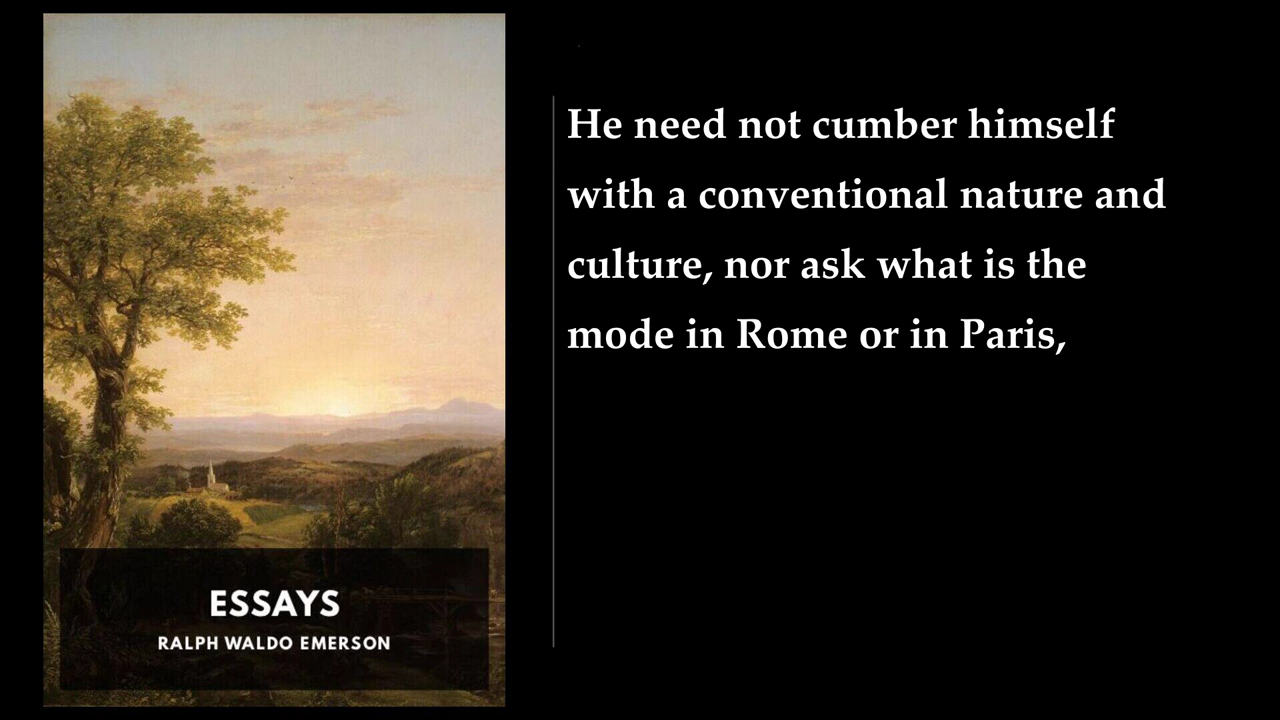 ESSAYS
RALPH WALDO EMERSON
He need not cumber himself
with a conventional nature and
culture, nor ask what is the
mode in Rome or in Paris,